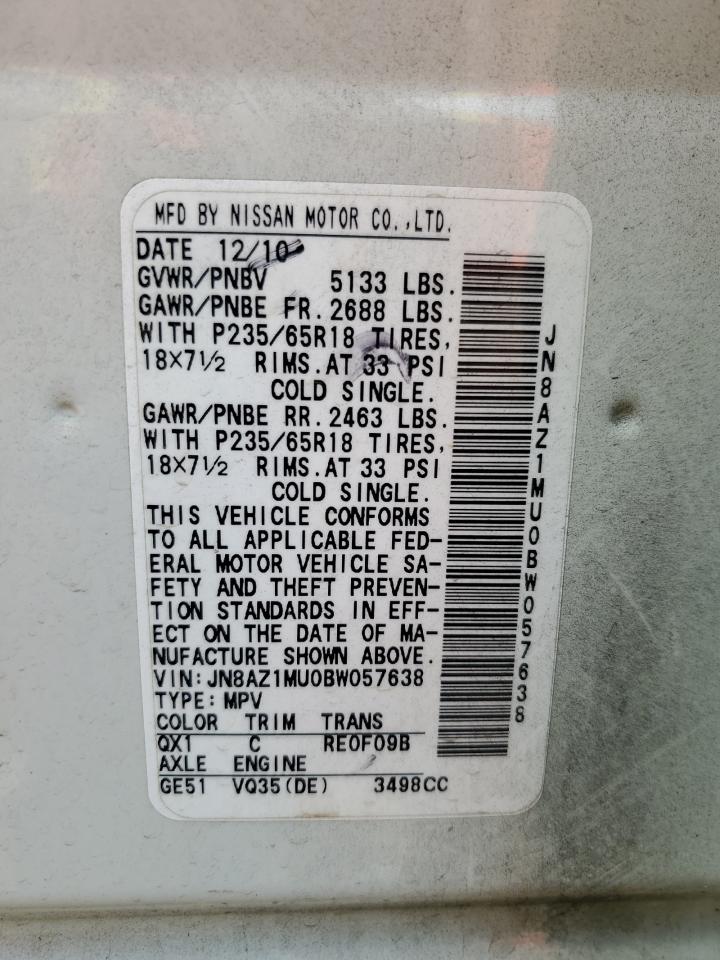 MFD BY NISSAN MOTOR CO.,LTD.
DATE 12/10
GVWR/PNBV 5133 LBS.
GAWR/PNBE FR.2688 LBS.
WITH P235/65R18 TIRES,
18X7½ RIMS.AT 33 PSI
COLD SINGLE.
GAWR/PNBE RR.2463 LBS.
WITH P235/65R18 TIRES,
18X7½ RIMS.AT 33 PSI
COLD SINGLE.
THIS VEHICLE CONFORMS
TO ALL APPLICABLE FED-
ERAL MOTOR VEHICLE SA-
FETY AND THEFT PREVEN-
TION STANDARDS IN EFF-
ECT ON THE DATE OF MA-
NUFACTURE SHOWN ABOVE.
VIN:JN8AZ1MU0BW057638
TYPE:MPV
COLOR TRIM TRANS
QX1 C RE0F09B
AXLE ENGINE
GE51 VQ35(DE) 3498CC
JN8AZ1MU0BW057638